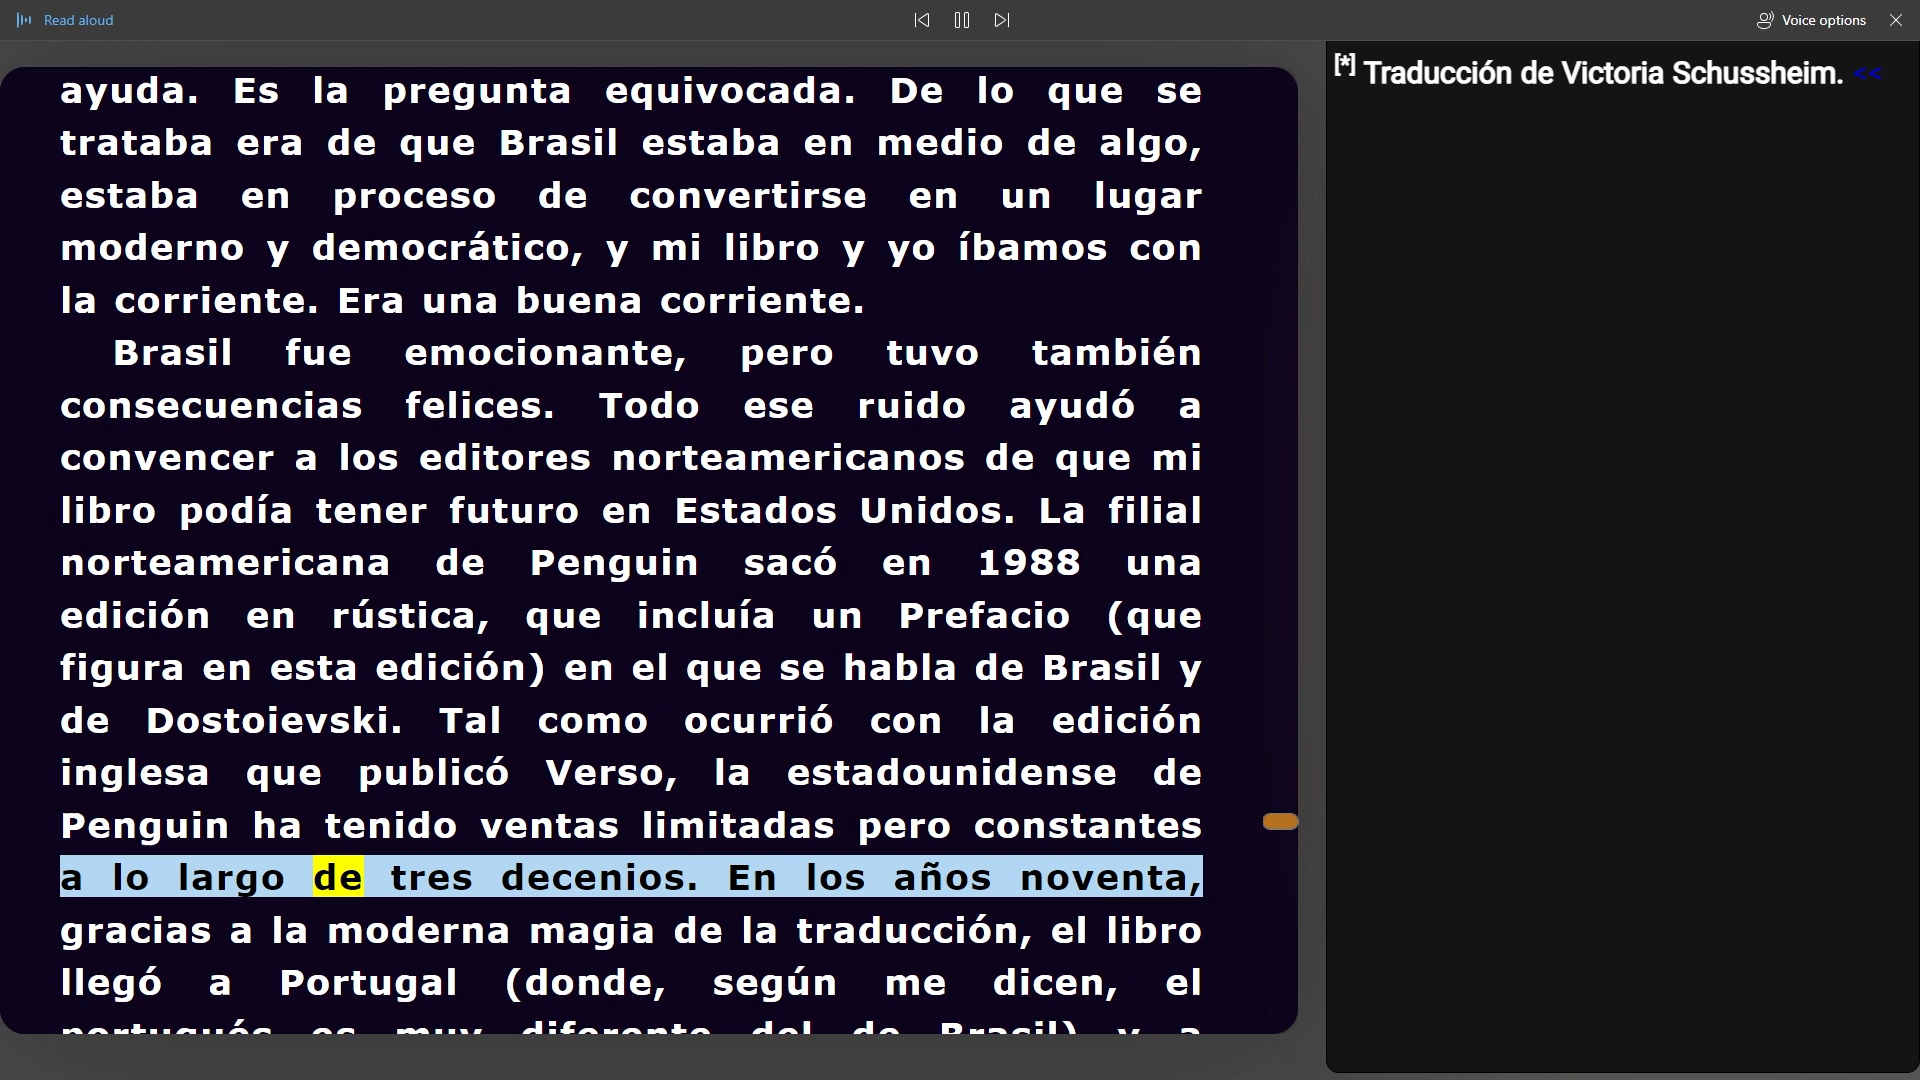 Read aloud
Voice options
ayuda. Es la pregunta equivocada. De lo que se
trataba era de que Brasil estaba en medio de algo,
estaba en proceso de convertirse en un lugar
moderno y democrático, y mi libro y yo íbamos con
la corriente. Era una buena corriente.
Brasil fue emocionante, pero tuvo también
consecuencias felices. Todo ese ruido ayudó a
convencer a los editores norteamericanos de que mi
libro podía tener futuro en Estados Unidos. La filial
norteamericana de Penguin sacó en 1988 una
edición en rústica, que incluía un Prefacio (que
figura en esta edición) en el que se habla de Brasil y
de Dostoievski. Tal como ocurrió con la edición
inglesa que publicó Verso, la estadounidense de
Penguin ha tenido ventas limitadas pero constantes
a lo largo de tres decenios. En los años noventa,
gracias a la moderna magia de la traducción, el libro
llegó a Portugal (donde, según me dicen, el
portugués es muy diferente del de Brasil) y a
[*] Traducción de Victoria Schussheim. <<